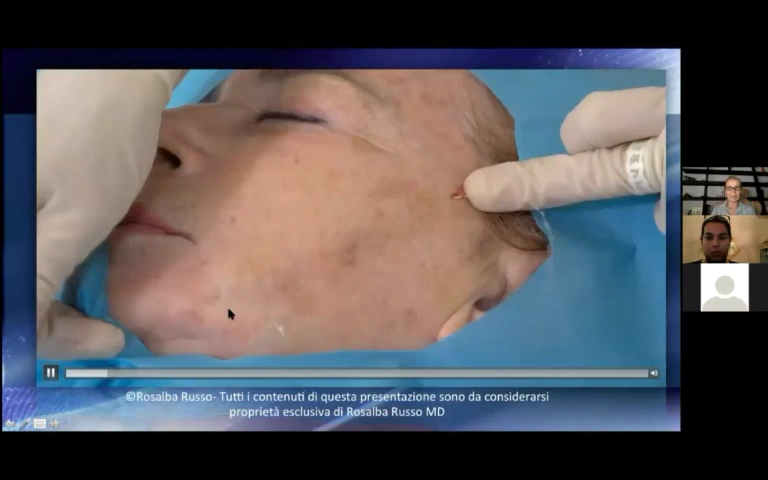 ©Rosalba Russo- Tutti i contenuti di questa presentazione sono da considerarsi
proprietà esclusiva di Rosalba Russo MD